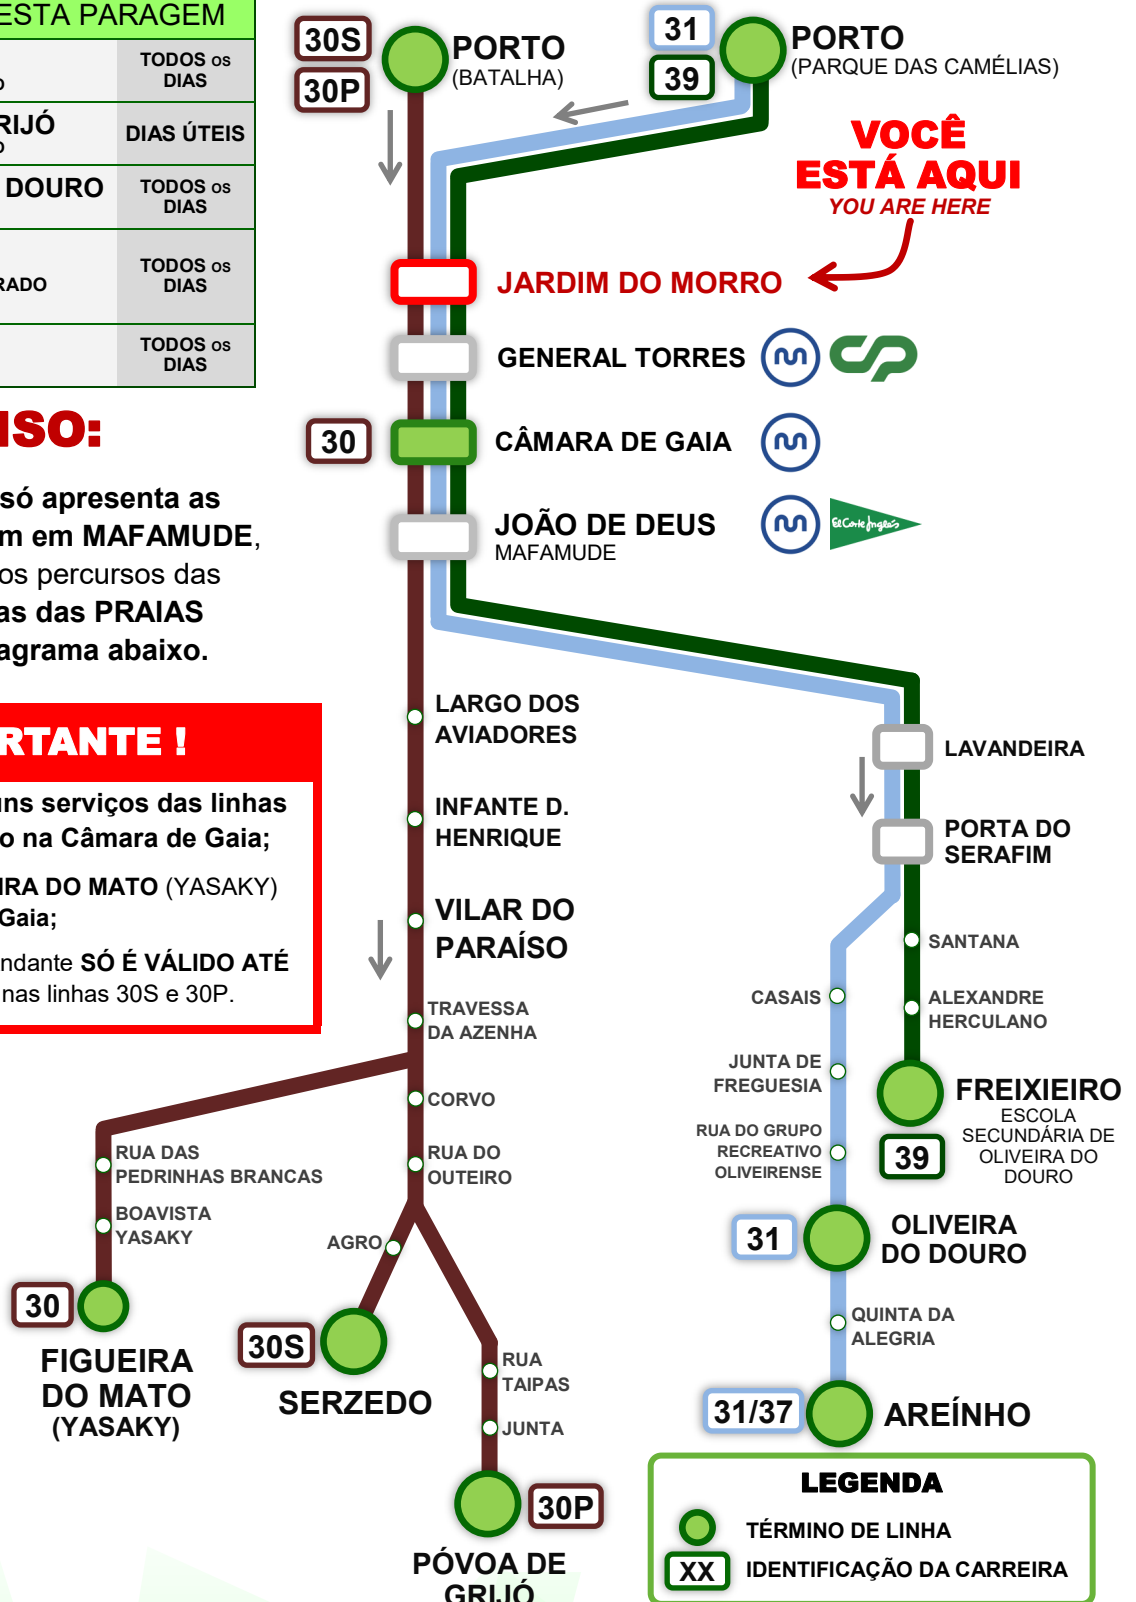 ESTA PARAGEM
TODOS os
DIAS
RIJÓ
DIAS ÚTEIS
DOURO
TODOS os
DIAS
RADO
TODOS os
DIAS
TODOS os
DIAS
ISO:
só apresenta as
m em MAFAMUDE,
os percursos das
as das PRAIAS
agrama abaixo.
RTANTE !
uns serviços das linhas
o na Câmara de Gaia;
IRA DO MATO (YASAKY)
Gaia;
ndante SÓ É VÁLIDO ATÉ
nas linhas 30S e 30P.
30S
30P
PORTO
(BATALHA)
31
39
PORTO
(PARQUE DAS CAMÉLIAS)
VOCÊ
ESTÁ AQUI
YOU ARE HERE
JARDIM DO MORRO
GENERAL TORRES
CP
30
CÂMARA DE GAIA
JOÃO DE DEUS
MAFAMUDE
El Corte Inglés
LARGO DOS
AVIADORES
INFANTE D.
HENRIQUE
VILAR DO
PARAÍSO
TRAVESSA
DA AZENHA
CORVO
RUA DO
OUTEIRO
RUA DAS
PEDRINHAS BRANCAS
BOAVISTA
YASAKY
30
FIGUEIRA
DO MATO
(YASAKY)
AGRO
30S
SERZEDO
RUA
TAIPAS
JUNTA
30P
PÓVOA DE
GRIJÓ
LAVANDEIRA
PORTA DO
SERAFIM
SANTANA
ALEXANDRE
HERCULANO
FREIXIEIRO
ESCOLA
SECUNDÁRIA DE
OLIVEIRA DO
DOURO
39
CASAIS
JUNTA DE
FREGUESIA
RUA DO GRUPO
RECREATIVO
OLIVEIRENSE
31
OLIVEIRA
DO DOURO
QUINTA DA
ALEGRIA
31/37
AREÍNHO
LEGENDA
TÉRMINO DE LINHA
XX
IDENTIFICAÇÃO DA CARREIRA